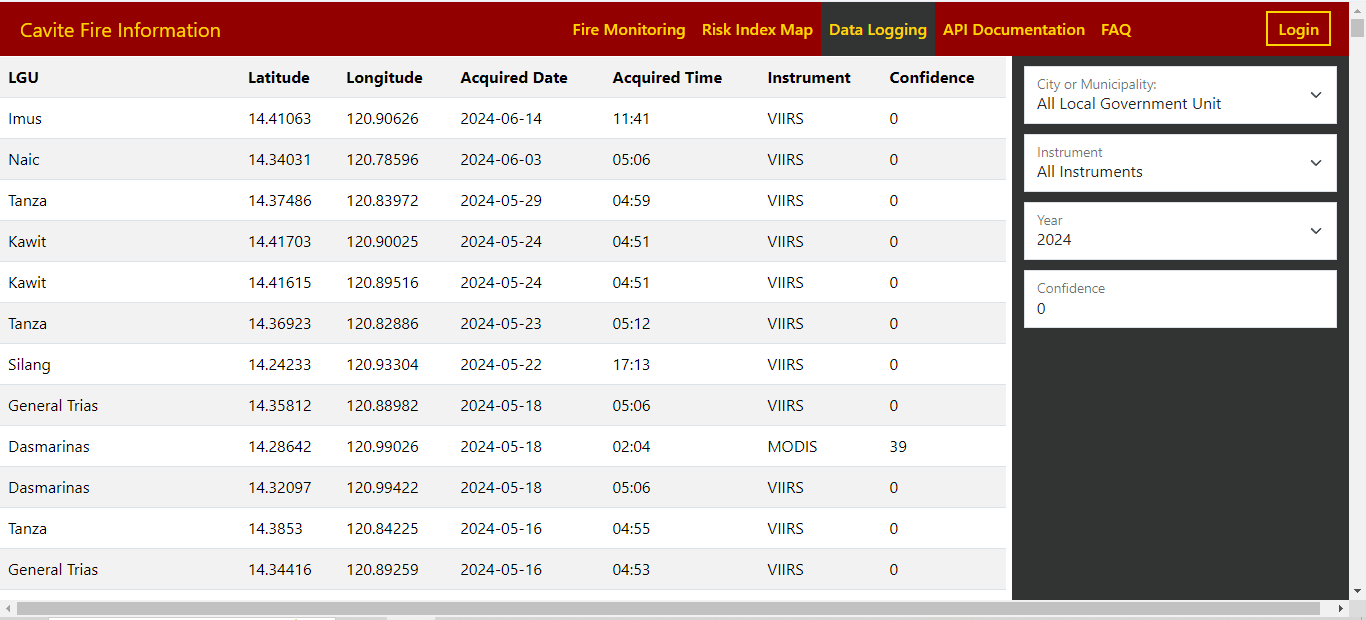 Cavite Fire Information Fire Monitoring Risk Index Map Data Logging API Documentation FAQ Login
LGU Latitude Longitude Acquired Date Acquired Time Instrument Confidence
Imus 14.41063 120.90626 2024-06-14 11:41 VIIRS 0
Naic 14.34031 120.78596 2024-06-03 05:06 VIIRS 0
Tanza 14.37486 120.83972 2024-05-29 04:59 VIIRS 0
Kawit 14.41703 120.90025 2024-05-24 04:51 VIIRS 0
Kawit 14.41615 120.89516 2024-05-24 04:51 VIIRS 0
Tanza 14.36923 120.82886 2024-05-23 05:12 VIIRS 0
Silang 14.24233 120.93304 2024-05-22 17:13 VIIRS 0
General Trias 14.35812 120.88982 2024-05-18 05:06 VIIRS 0
Dasmarinas 14.28642 120.99026 2024-05-18 02:04 MODIS 39
Dasmarinas 14.32097 120.99422 2024-05-18 05:06 VIIRS 0
Tanza 14.3853 120.84225 2024-05-16 04:55 VIIRS 0
General Trias 14.34416 120.89259 2024-05-16 04:53 VIIRS 0
City or Municipality:
All Local Government Unit
Instrument
All Instruments
Year
2024
Confidence
0